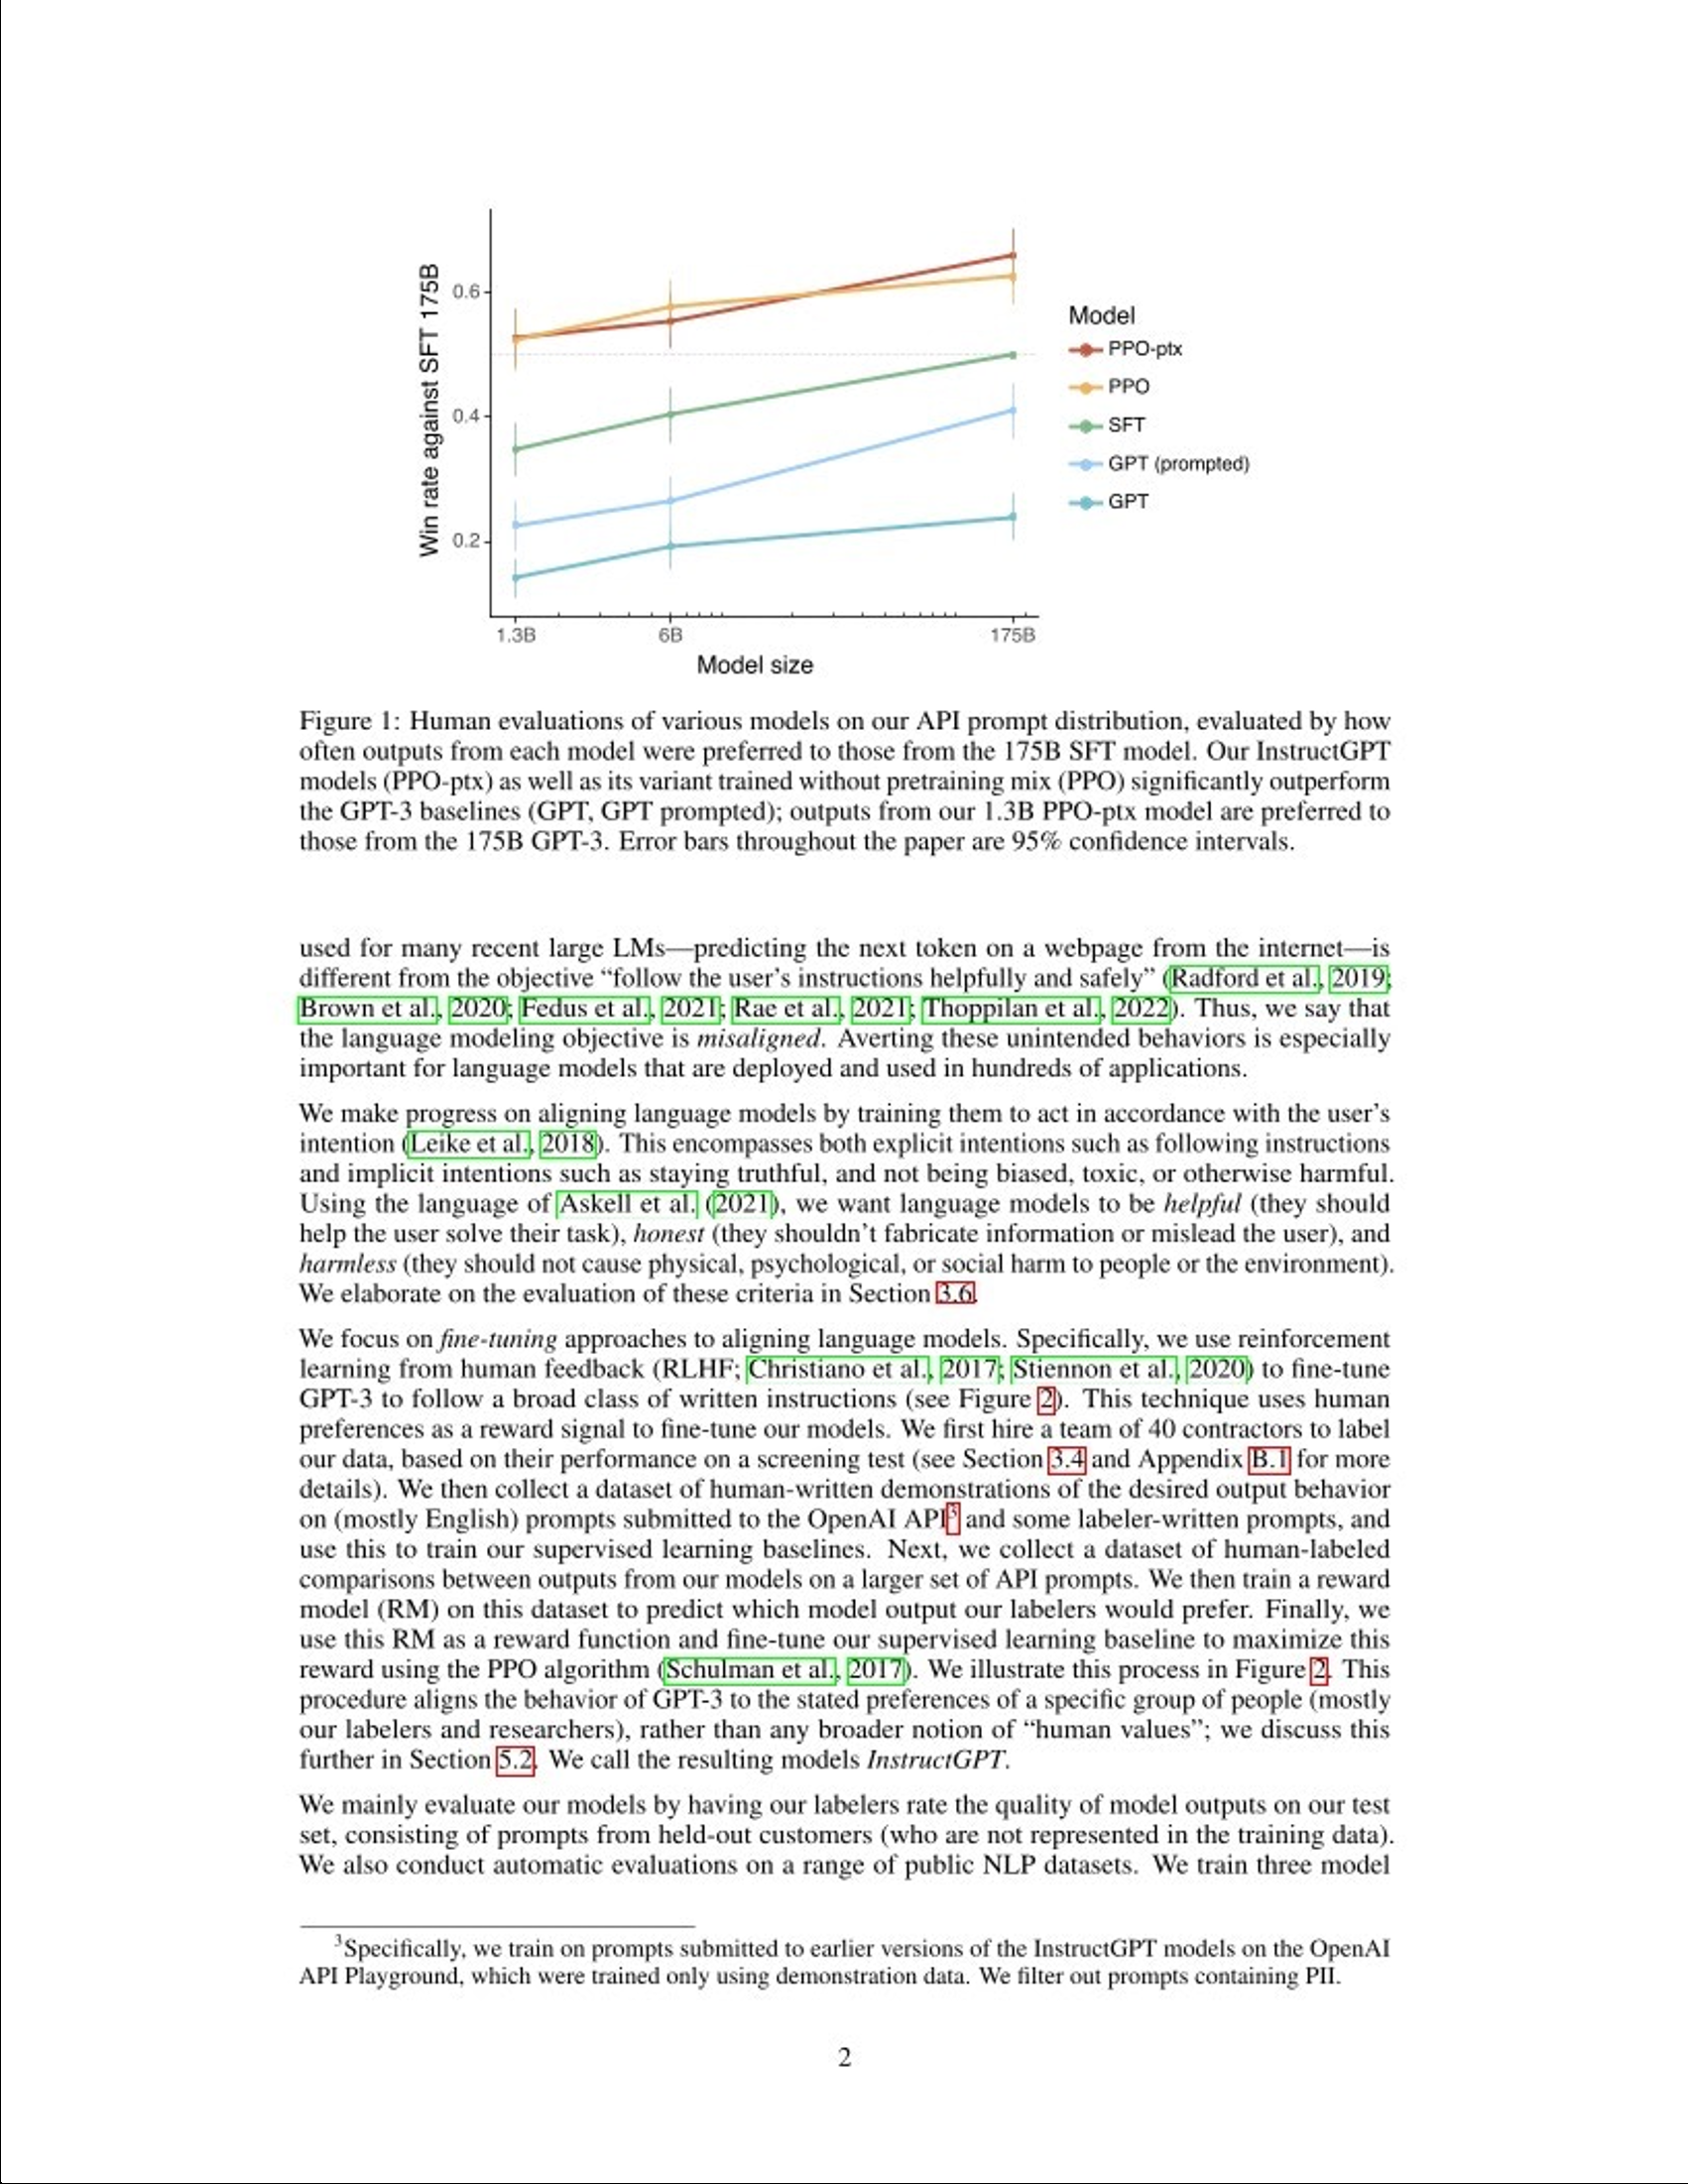 Win rate against SFT 175B
0.6
0.4
0.2
1.3B 6B 175B
Model size
Model
PPO-ptx
PPO
SFT
GPT (prompted)
GPT
Figure 1: Human evaluations of various models on our API prompt distribution, evaluated by how
often outputs from each model were preferred to those from the 175B SFT model. Our InstructGPT
models (PPO-ptx) as well as its variant trained without pretraining mix (PPO) significantly outperform
the GPT-3 baselines (GPT, GPT prompted); outputs from our 1.3B PPO-ptx model are preferred to
those from the 175B GPT-3. Error bars throughout the paper are 95% confidence intervals.
used for many recent large LMs—predicting the next token on a webpage from the internet—is
different from the objective “follow the user’s instructions helpfully and safely” (Radford et al., 2019;
Brown et al., 2020; Fedus et al., 2021; Rae et al., 2021; Thoppilan et al., 2022). Thus, we say that
the language modeling objective is misaligned. Averting these unintended behaviors is especially
important for language models that are deployed and used in hundreds of applications.
We make progress on aligning language models by training them to act in accordance with the user’s
intention (Leike et al., 2018). This encompasses both explicit intentions such as following instructions
and implicit intentions such as staying truthful, and not being biased, toxic, or otherwise harmful.
Using the language of Askell et al. (2021), we want language models to be helpful (they should
help the user solve their task), honest (they shouldn’t fabricate information or mislead the user), and
harmless (they should not cause physical, psychological, or social harm to people or the environment).
We elaborate on the evaluation of these criteria in Section 3.6.
We focus on fine-tuning approaches to aligning language models. Specifically, we use reinforcement
learning from human feedback (RLHF; Christiano et al., 2017; Stiennon et al., 2020) to fine-tune
GPT-3 to follow a broad class of written instructions (see Figure 2). This technique uses human
preferences as a reward signal to fine-tune our models. We first hire a team of 40 contractors to label
our data, based on their performance on a screening test (see Section 3.4 and Appendix B.1 for more
details). We then collect a dataset of human-written demonstrations of the desired output behavior
on (mostly English) prompts submitted to the OpenAI API3 and some labeler-written prompts, and
use this to train our supervised learning baselines. Next, we collect a dataset of human-labeled
comparisons between outputs from our models on a larger set of API prompts. We then train a reward
model (RM) on this dataset to predict which model output our labelers would prefer. Finally, we
use this RM as a reward function and fine-tune our supervised learning baseline to maximize this
reward using the PPO algorithm (Schulman et al., 2017). We illustrate this process in Figure 2. This
procedure aligns the behavior of GPT-3 to the stated preferences of a specific group of people (mostly
our labelers and researchers), rather than any broader notion of “human values”; we discuss this
further in Section 5.2. We call the resulting models InstructGPT.
We mainly evaluate our models by having our labelers rate the quality of model outputs on our test
set, consisting of prompts from held-out customers (who are not represented in the training data).
We also conduct automatic evaluations on a range of public NLP datasets. We train three model
3Specifically, we train on prompts submitted to earlier versions of the InstructGPT models on the OpenAI
API Playground, which were trained only using demonstration data. We filter out prompts containing PII.
2